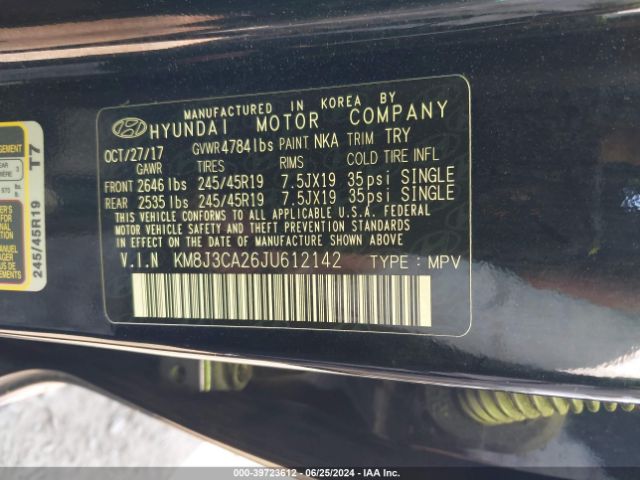 MANUFACTURED IN KOREA BY
HYUNDAI MOTOR COMPANY
OCT/27/17 GVWR 4784 lbs PAINT NKA TRIM TRY
GAWR TIRES RIMS COLD TIRE INFL
FRONT 2646 lbs 245/45R19 7.5JX19 35psi SINGLE
REAR 2535 lbs 245/45R19 7.5JX19 35psi SINGLE
THIS VEHICLE CONFORMS TO ALL APPLICABLE U.S.A. FEDERAL
MOTOR VEHICLE SAFETY AND THEFT PREVENTION STANDARDS
IN EFFECT ON THE DATE OF MANUFACTURE SHOWN ABOVE
V.I.N KM8J3CA26JU612142 TYPE : MPV
245/45R19 T7
000-39723612 - 06/25/2024 - IAA Inc.